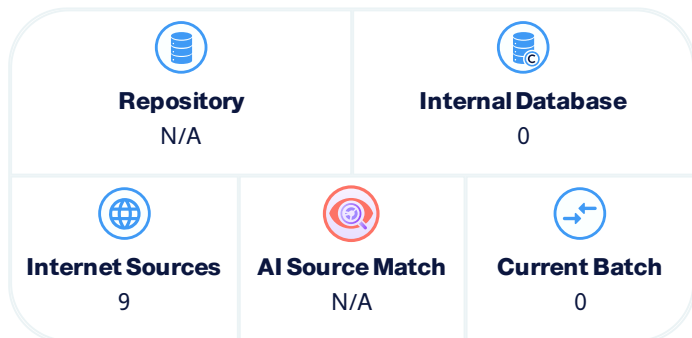 Repository
N/A
Internal Database
0
Internet Sources
9
AI Source Match
N/A
Current Batch
0